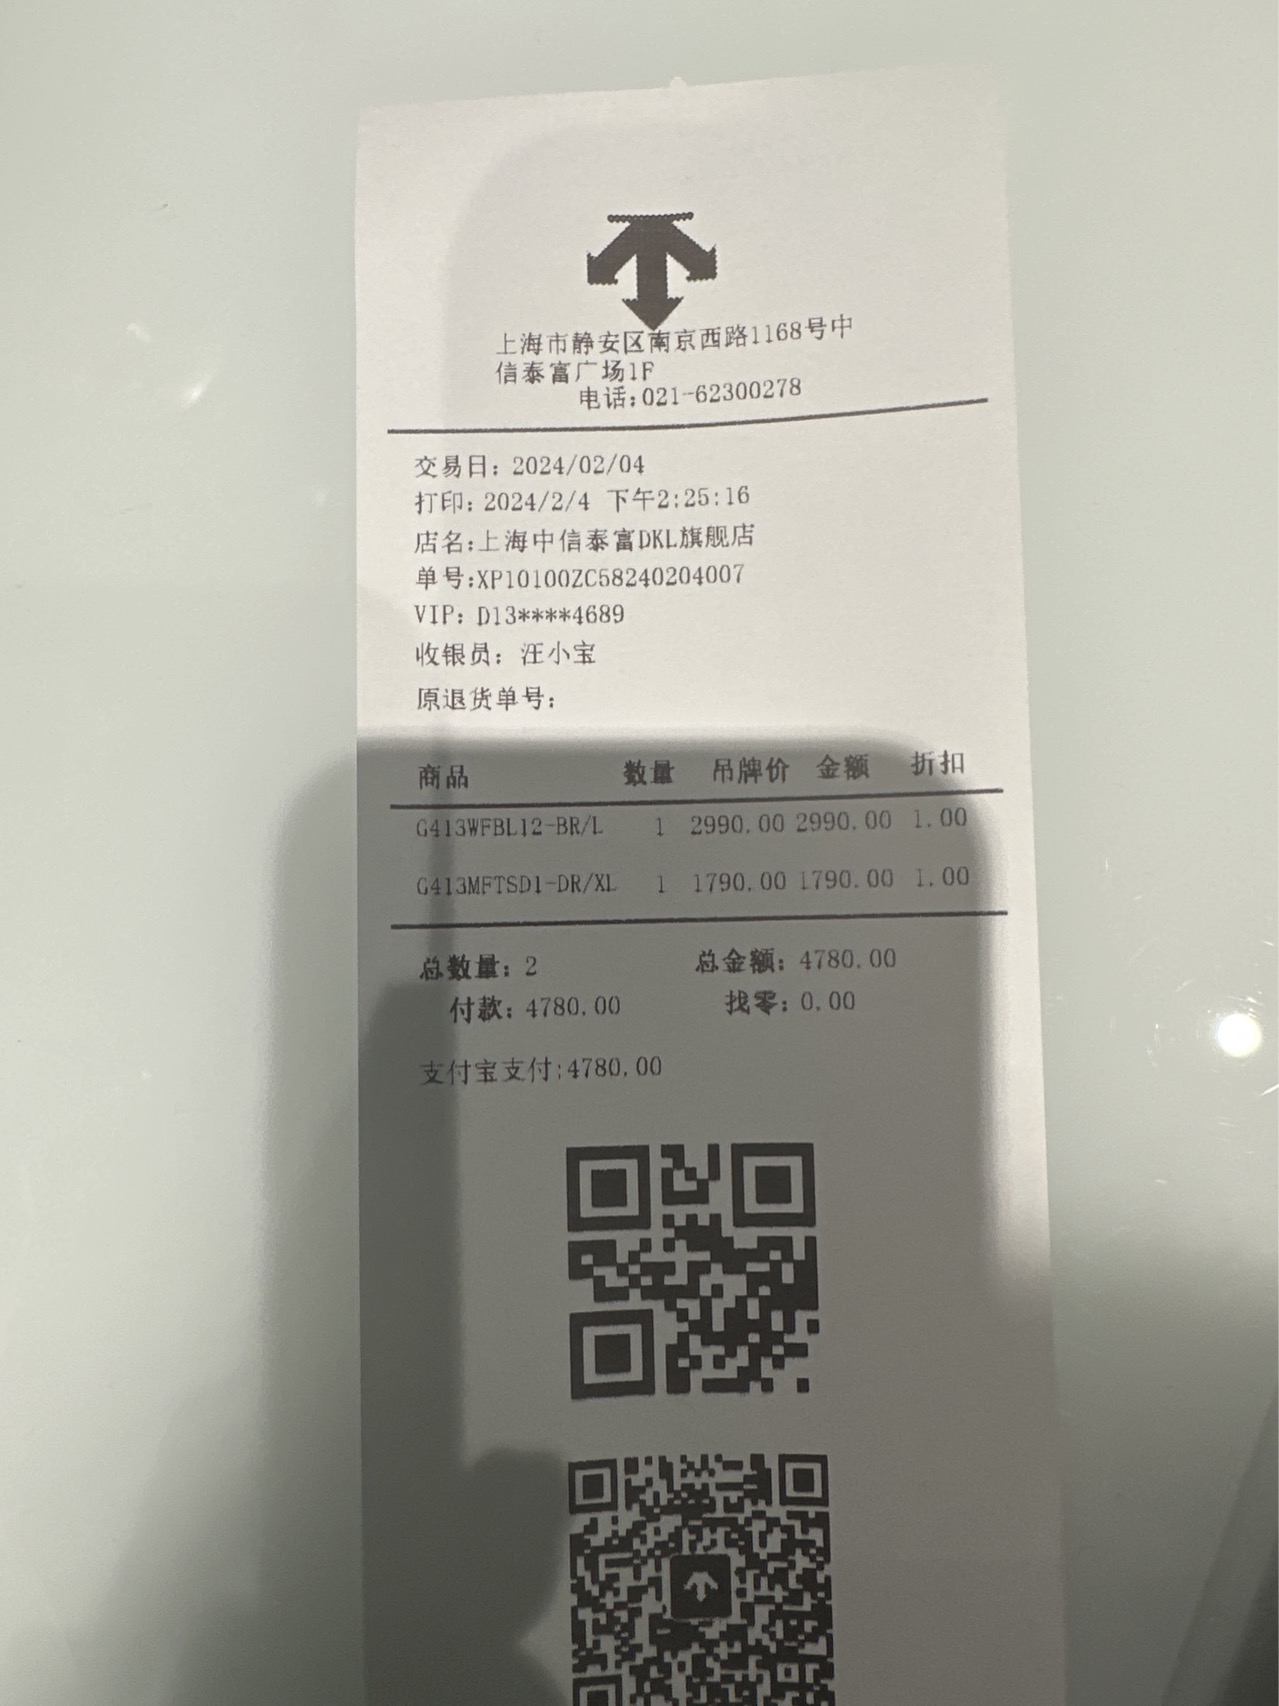 上海市静安区南京西路1168号中
信泰富广场1F
电话:021-62300278
交易日: 2024/02/04
打印: 2024/2/4 下午2:25:16
店名:上海中信泰富DKL旗舰店
单号:XP10100ZC58240204007
VIP: D13****4689
收银员: 汪小宝
原退货单号:
商品 数量 吊牌价 金额 折扣
G413WFBL12-BR/L 1 2990.00 2990.00 1.00
G413MFTSD1-DR/XL 1 1790.00 1790.00 1.00
总数量: 2 总金额: 4780.00
付款: 4780.00 找零: 0.00
支付宝支付:4780.00